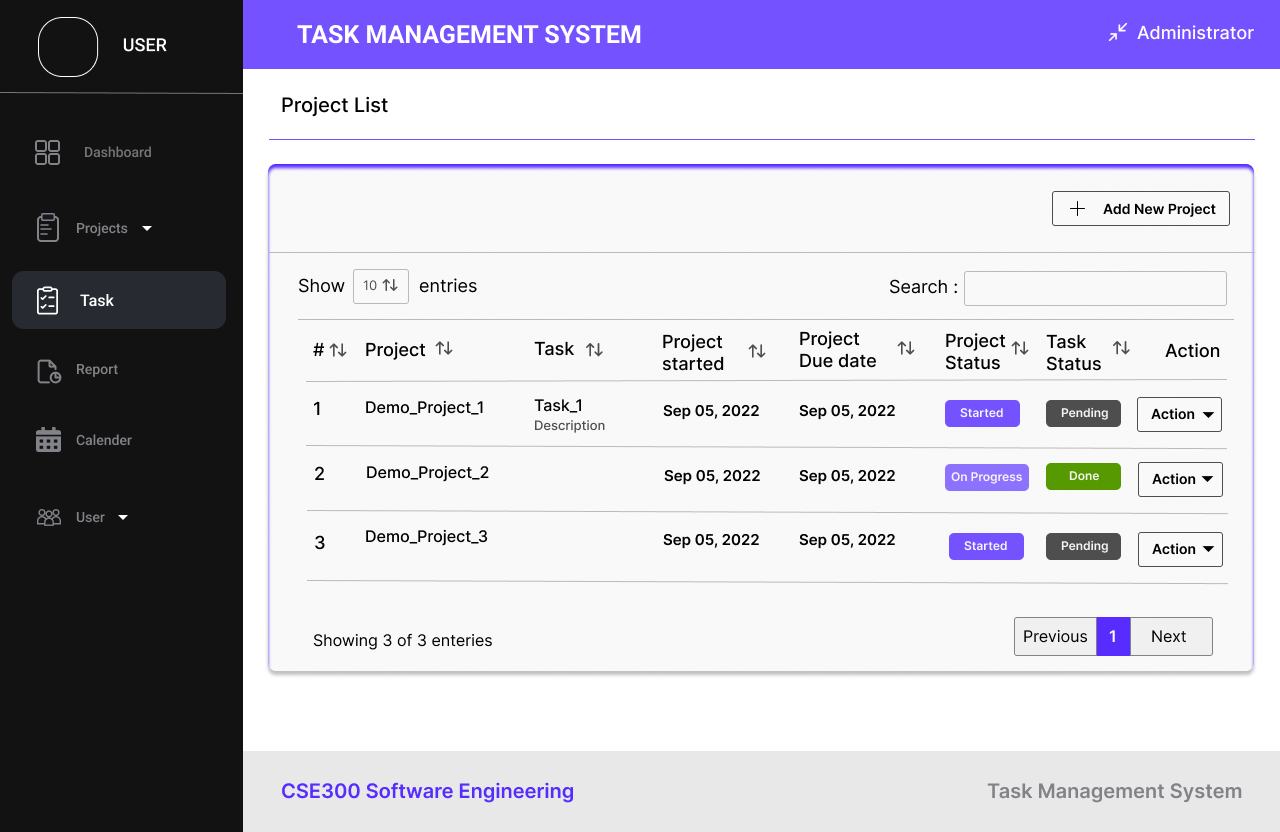 USER
TASK MANAGEMENT SYSTEM
Administrator
Dashboard
Projects
Task
Report
Calender
User
Project List
Add New Project
Show 10 entries
Search :
# Project Task Project started Project Due date Project Status Task Status Action
1 Demo_Project_1 Task_1 Sep 05, 2022 Sep 05, 2022 Started Pending Action
Description
2 Demo_Project_2 Sep 05, 2022 Sep 05, 2022 On Progress Done Action
3 Demo_Project_3 Sep 05, 2022 Sep 05, 2022 Started Pending Action
Showing 3 of 3 enteries
Previous 1 Next
CSE300 Software Engineering
Task Management System